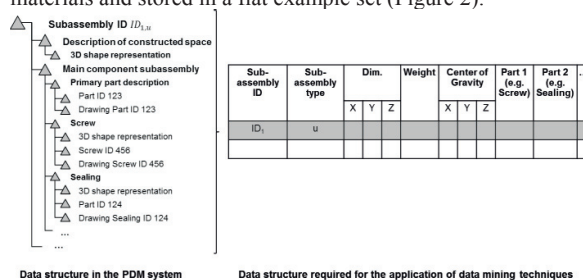 materials and stored in a flat example set (Figure 2).
Subassembly ID ID1,u
Description of constructed space
3D shape representation
Main component subassembly
Primary part description
Part ID 123
Drawing Part ID 123
Screw
3D shape representation
Screw ID 456
Drawing Screw ID 456
Sealing
3D shape representation
Part ID 124
Drawing Sealing ID 124
...
...
Sub-assembly ID
Sub-assembly type
Dim.
X Y Z
Weight
Center of Gravity
X Y Z
Part 1 (e.g. Screw)
Part 2 (e.g. Sealing)
...
ID1 u
Data structure in the PDM system
Data structure required for the application of data mining techniques